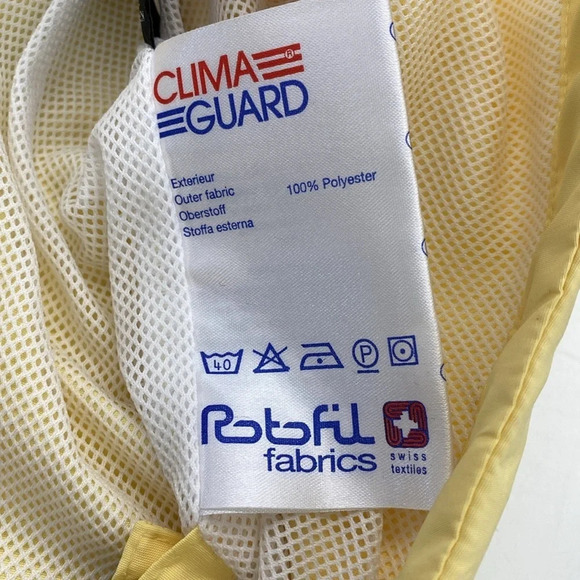 CLIMA
GUARD
Exterieur
Outer fabric 100% Polyester
Oberstoff
Stoffa esterna
40 P
Rotofil
fabrics
swiss
textiles